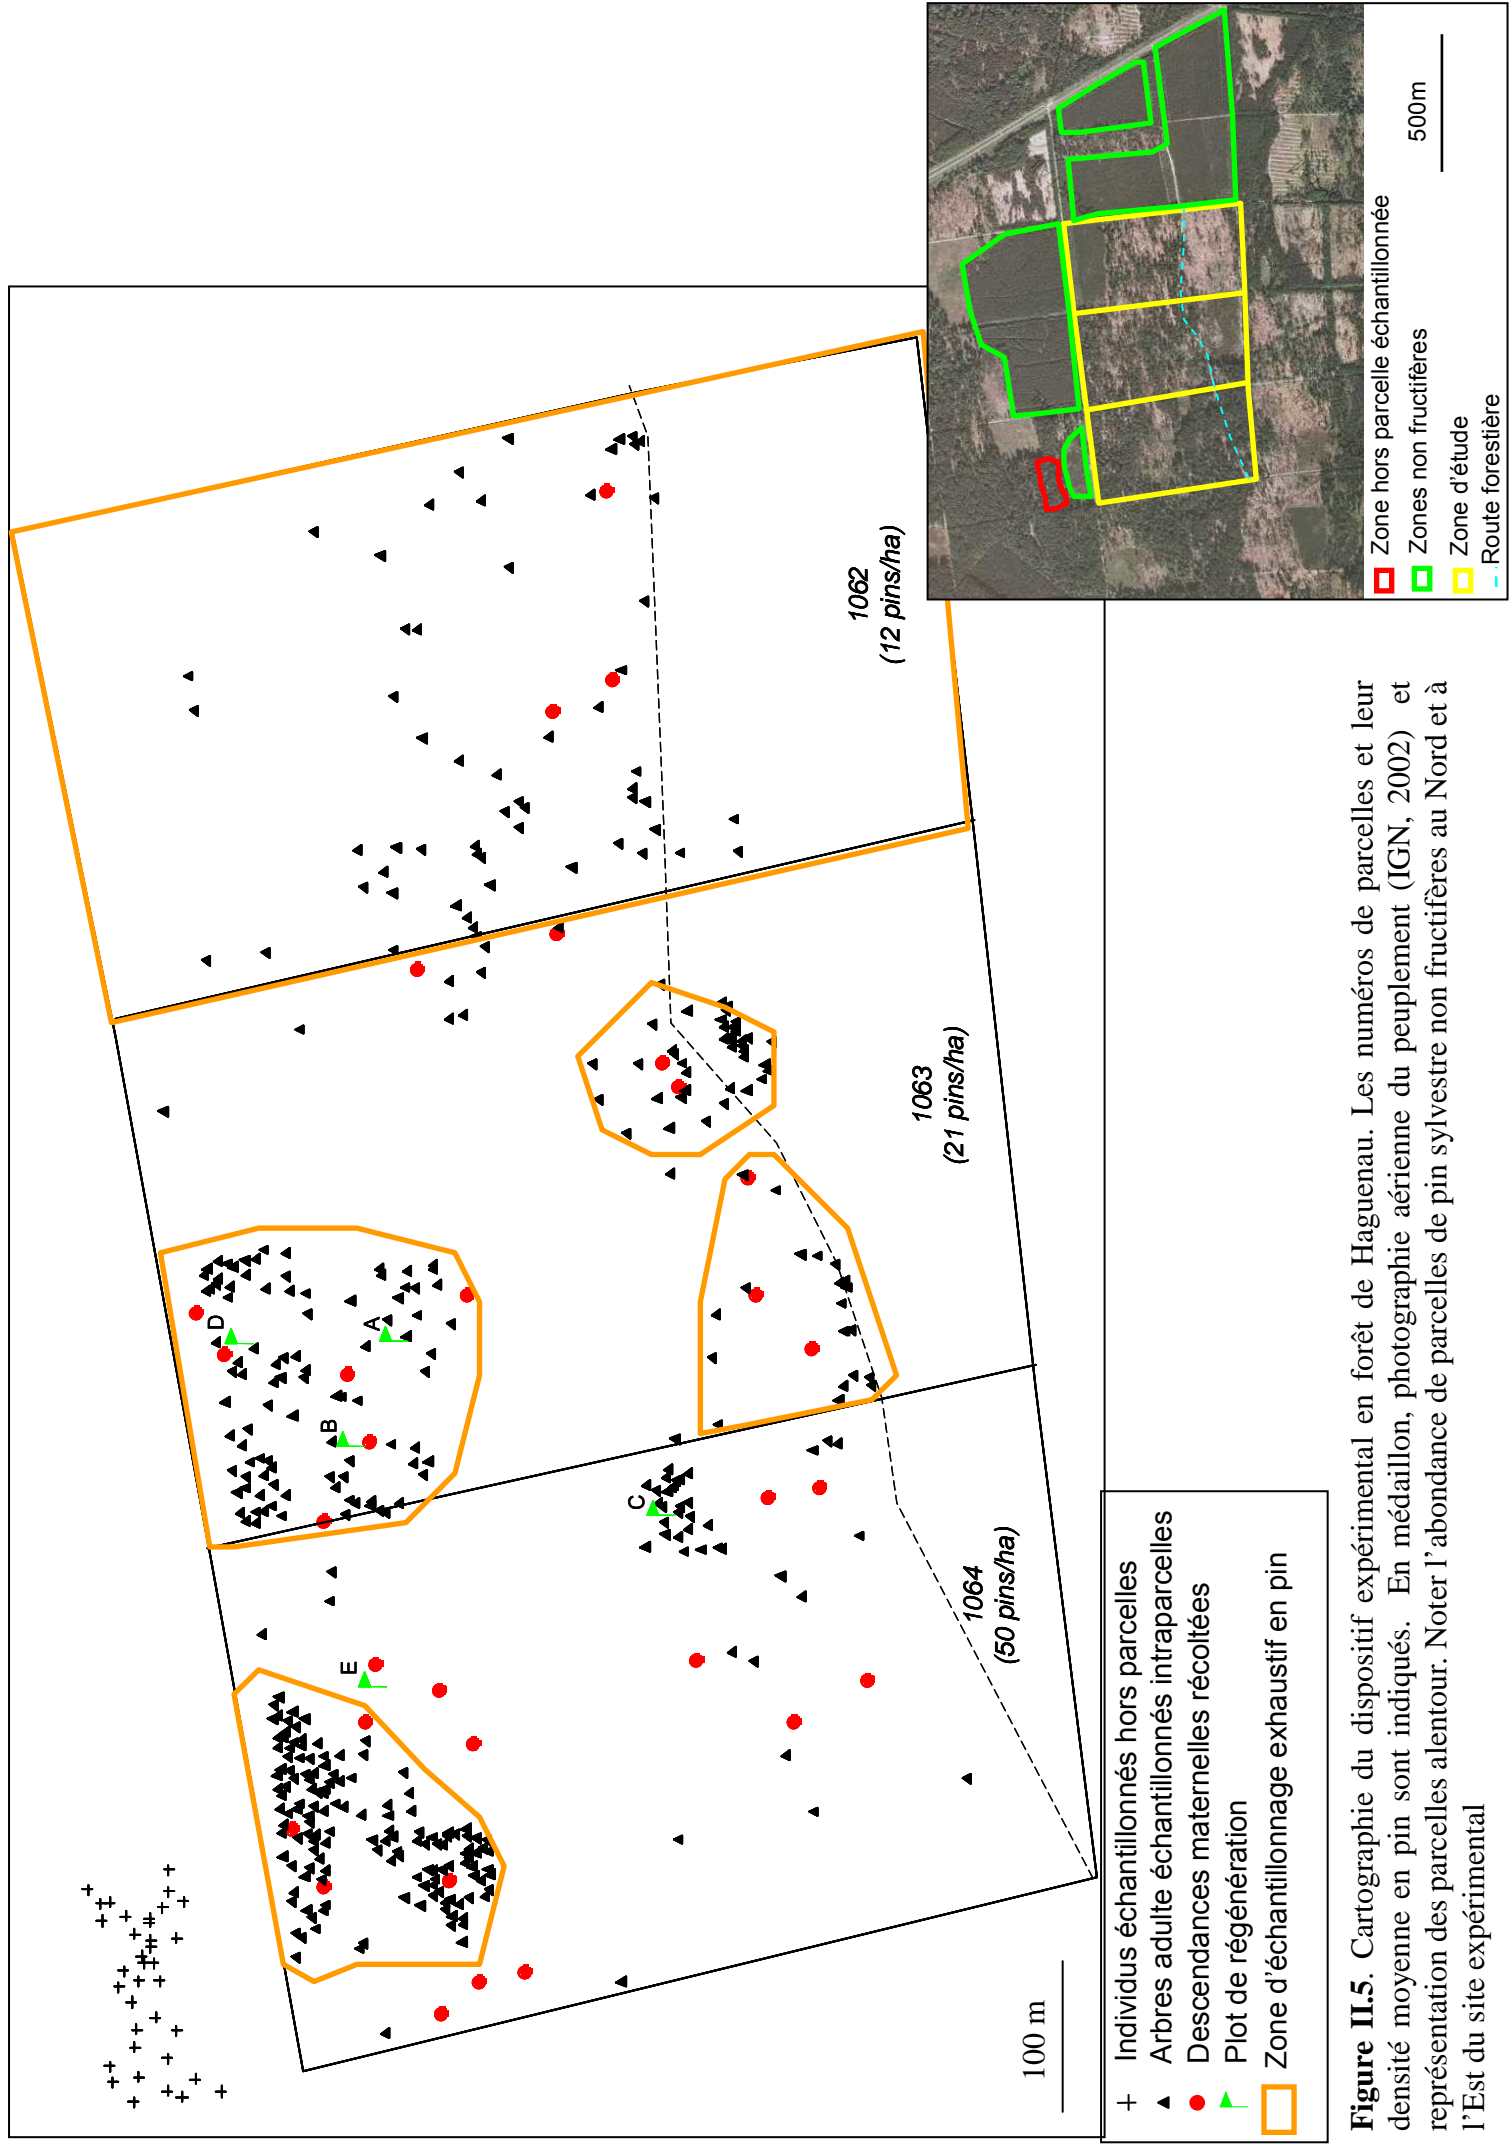 D
A
B
C
E
1062
(12 pins/ha)
1063
(21 pins/ha)
1064
(50 pins/ha)
100 m
Individus échantillonnés hors parcelles
Arbres adulte échantillonnés intraparcelles
Descendances maternelles récoltées
Plot de régénération
Zone d'échantillonnage exhaustif en pin
Zone hors parcelle échantillonnée
Zones non fructifères
Zone d'étude
Route forestière
500m
Figure II.5. Cartographie du dispositif expérimental en forêt de Haguenau. Les numéros de parcelles et leur
densité moyenne en pin sont indiqués. En médaillon, photographie aérienne du peuplement (IGN, 2002) et
représentation des parcelles alentour. Noter l'abondance de parcelles de pin sylvestre non fructifères au Nord et à
l'Est du site expérimental